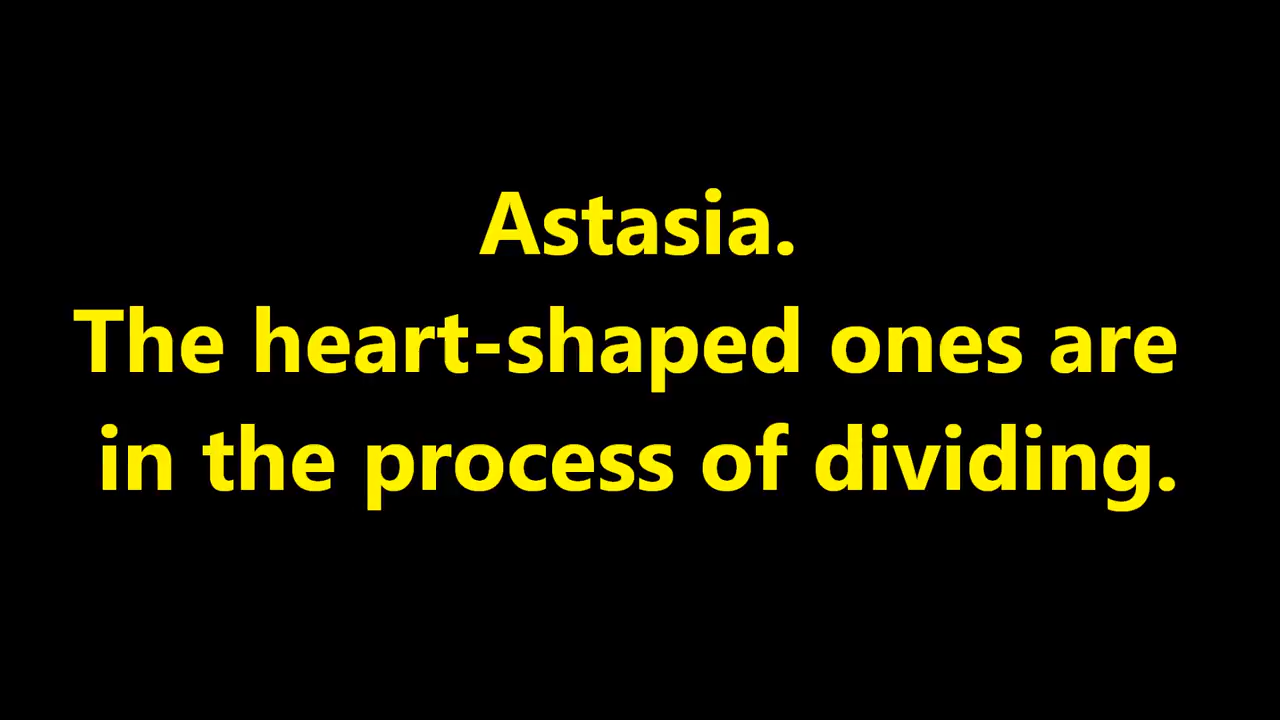 Astasia.
The heart-shaped ones are
in the process of dividing.